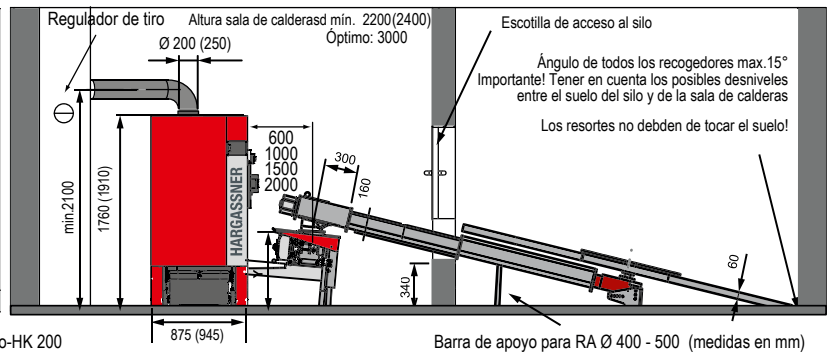 Regulador de tiro
Altura sala de calderasd mín. 2200(2400)
Óptimo: 3000
Ø 200 (250)
Escotilla de acceso al silo
Ángulo de todos los recogedores max.15°
Importante! Tener en cuenta los posibles desniveles
entre el suelo del silo y de la sala de calderas
Los resortes no debden de tocar el suelo!
600
1000
1500
2000
300
160
min.2100
1760 (1910)
HARGASSNER
Y
340
60
875 (945)
o-HK 200
Barra de apoyo para RA Ø 400 - 500 (medidas en mm)